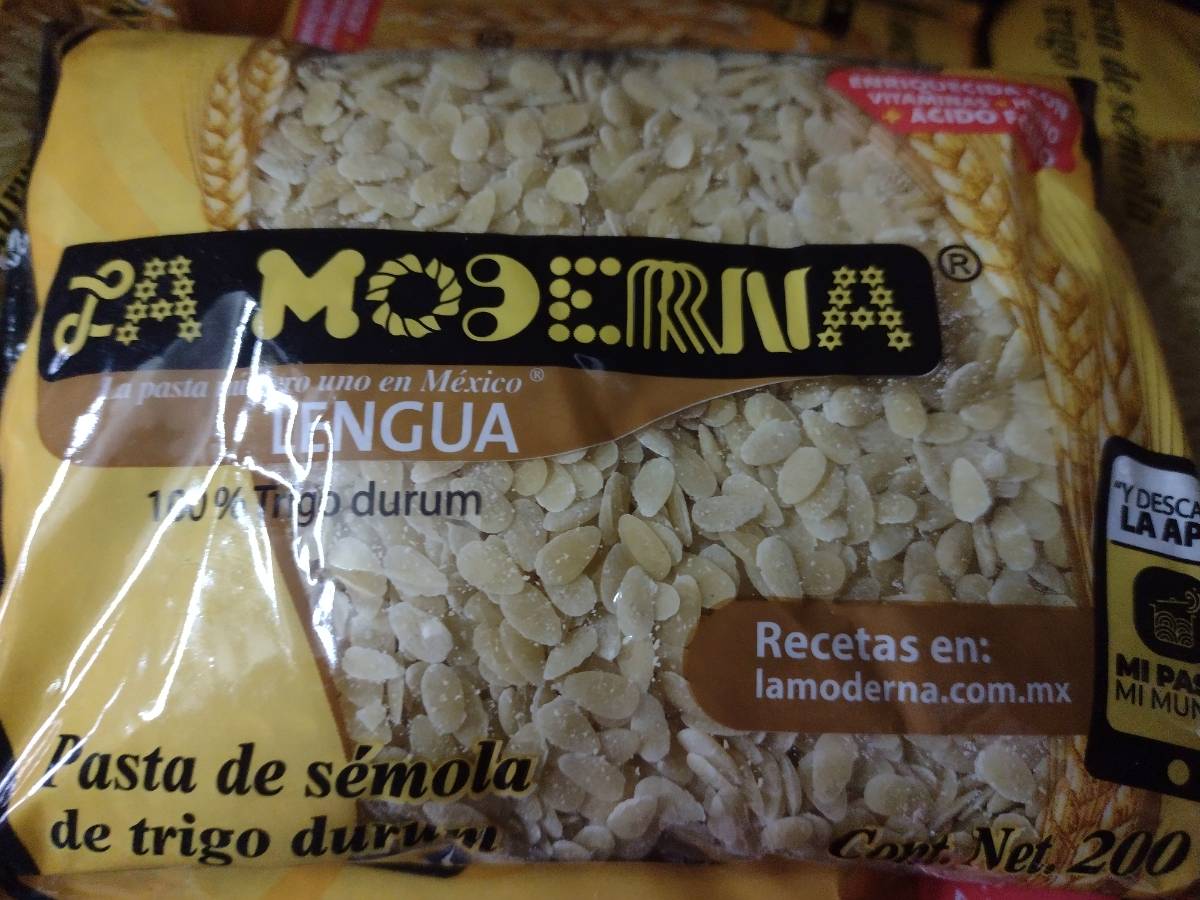 ENRIQUECIDA CON
VITAMINAS +
+ ÁCIDO
LA MODERNA ®
La pasta número uno en México ®
LENGUA
100% Trigo durum
"Y DESCA
LA AP
Recetas en:
lamoderna.com.mx
MI PAS
MI MUN
Pasta de sémola
de trigo durum
Cont. Net. 200